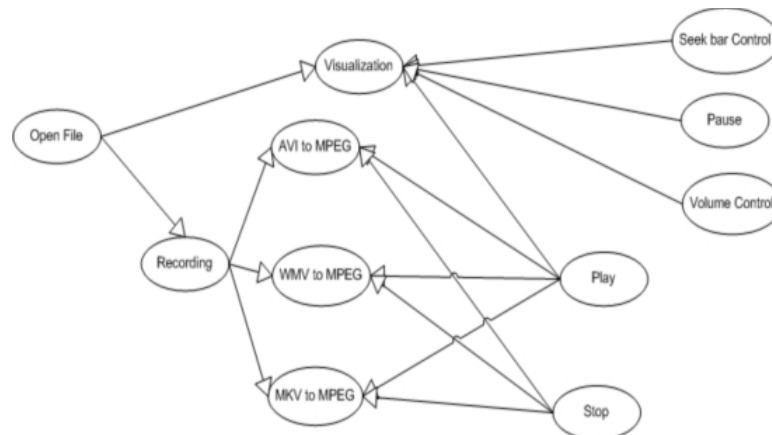 Seek bar Control
Visualization
Pause
Open File
AVI to MPEG
Volume Control
Recording
WMV to MPEG
Play
MKV to MPEG
Stop